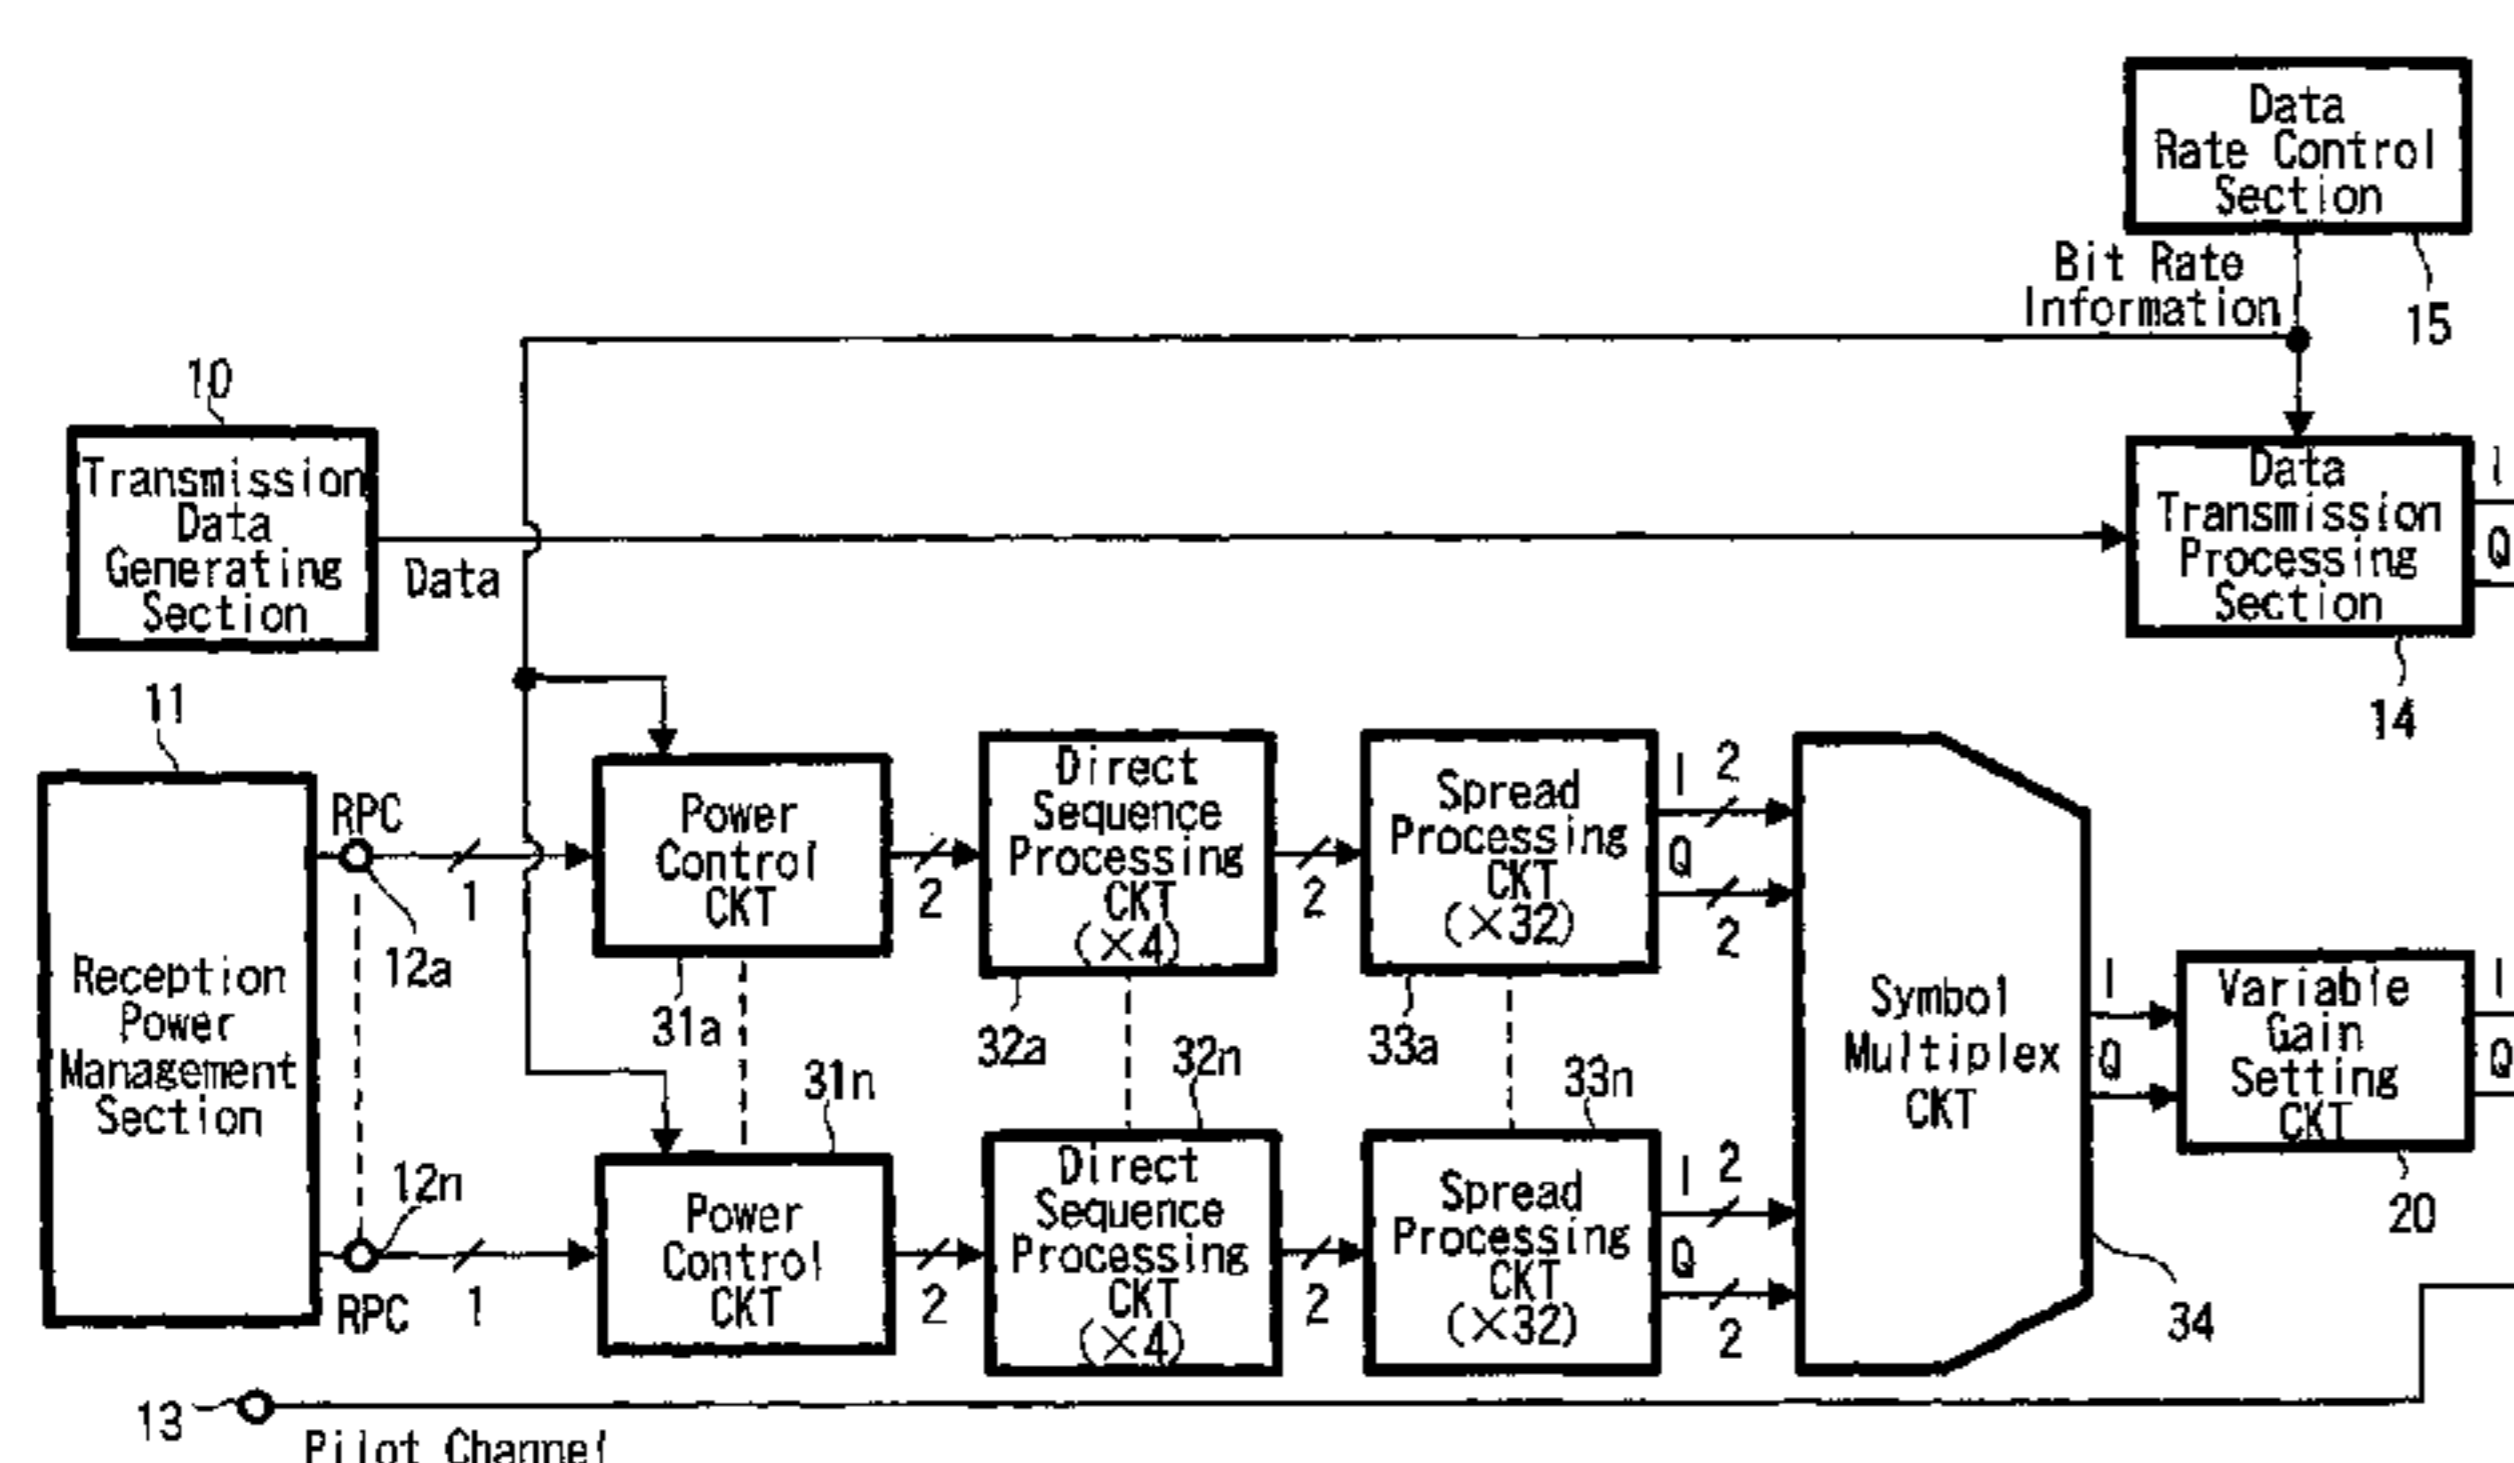 Data
Rate Control
Section
15
Bit Rate
Information
10
Transmission
Data
Generating
Section
Data
Data
Transmission
Processing
Section
I
Q
14
11
Reception
Power
Management
Section
RPC
1
12a
Power
Control
CKT
31a
2
Direct
Sequence
Processing
CKT
(×4)
32a
2
Spread
Processing
CKT
(×32)
33a
I 2
Q
2
Symbol
Multiplex
CKT
34
I
Q
Variable
Gain
Setting
CKT
20
I
Q
12n
RPC
1
31n
Power
Control
CKT
2
32n
Direct
Sequence
Processing
CKT
(×4)
2
33n
Spread
Processing
CKT
(×32)
I 2
Q
2
13
Pilot Channel